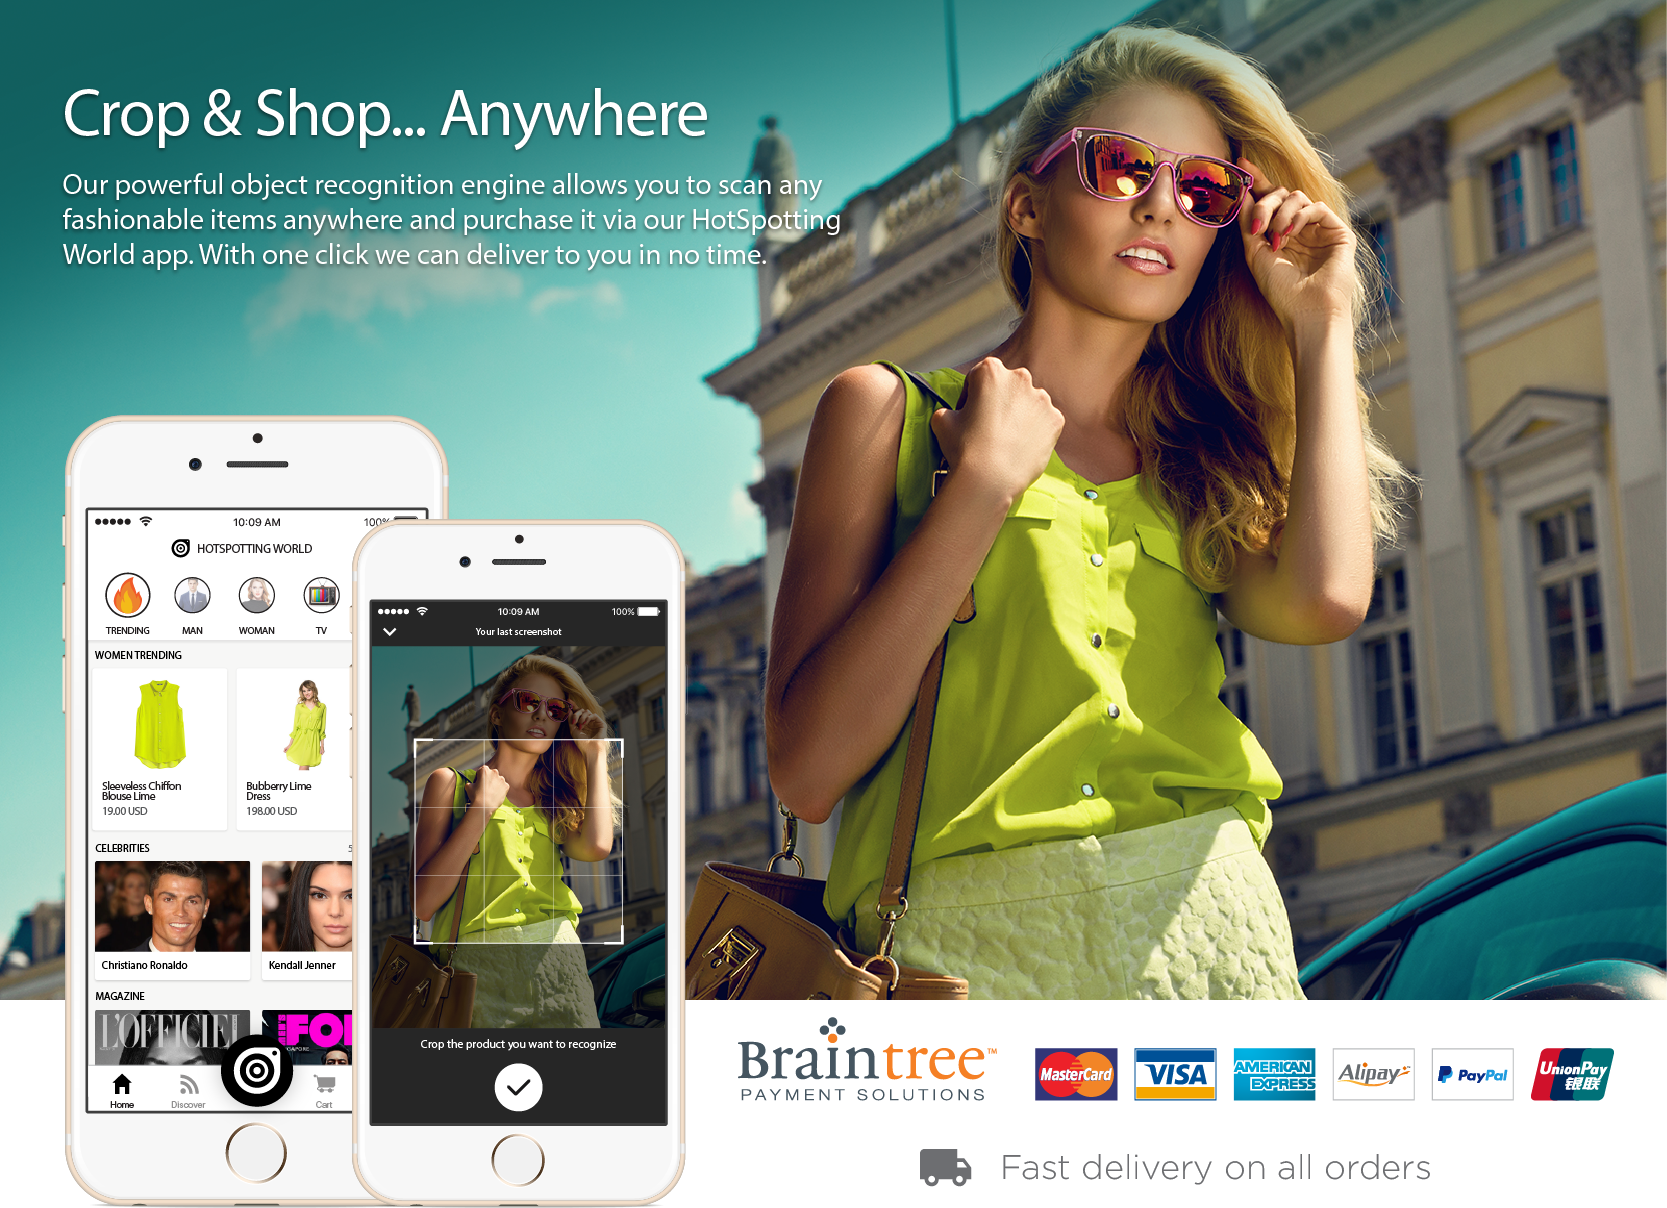 Crop & Shop... Anywhere
Our powerful object recognition engine allows you to scan any
fashionable items anywhere and purchase it via our HotSpotting
World app. With one click we can deliver to you in no time.
10:09 AM
100%
HOTSPOTTING WORLD
TRENDING
MAN
WOMAN
TV
WOMEN TRENDING
Sleeveless Chiffon
Blouse Lime
19.00 USD
Bubberry Lime
Dress
198.00 USD
CELEBRITIES
5
Christiano Ronaldo
Kendall Jenner
MAGAZINE
L'OFFICIEL
FO
Home
Discover
Cart
10:09 AM
100%
Your last screenshot
Crop the product you want to recognize
Braintree™
PAYMENT SOLUTIONS
MasterCard
VISA
AMERICAN
EXPRESS
Alipay
PayPal
UnionPay
银联
Fast delivery on all orders